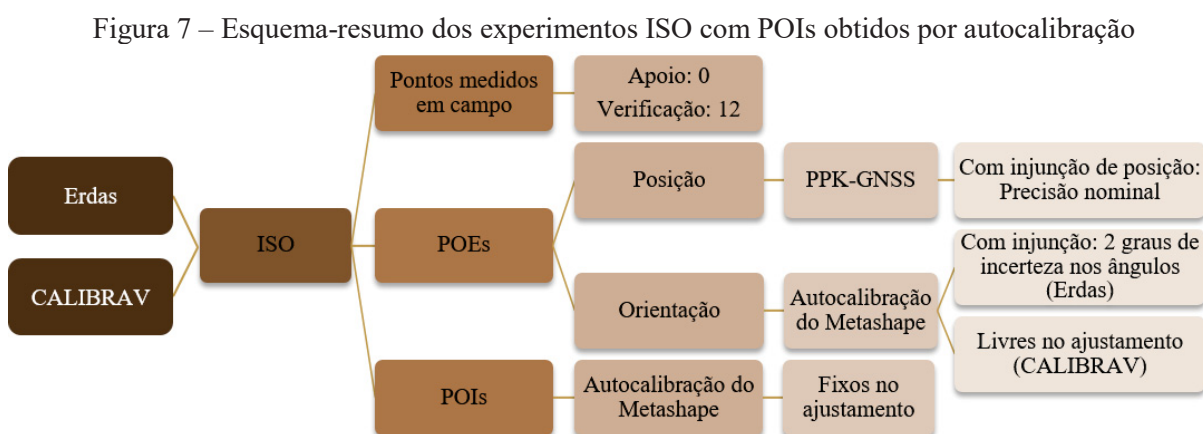 Figura 7 – Esquema-resumo dos experimentos ISO com POIs obtidos por autocalibração
Erdas
CALIBRAV
ISO
Pontos medidos
em campo
Apoio: 0
Verificação: 12
POEs
Posição
PPK-GNSS
Com injunção de posição:
Precisão nominal
Orientação
Autocalibração
do Metashape
Com injunção: 2 graus de
incerteza nos ângulos
(Erdas)
Livres no ajustamento
(CALIBRAV)
POIs
Autocalibração do
Metashape
Fixos no
ajustamento